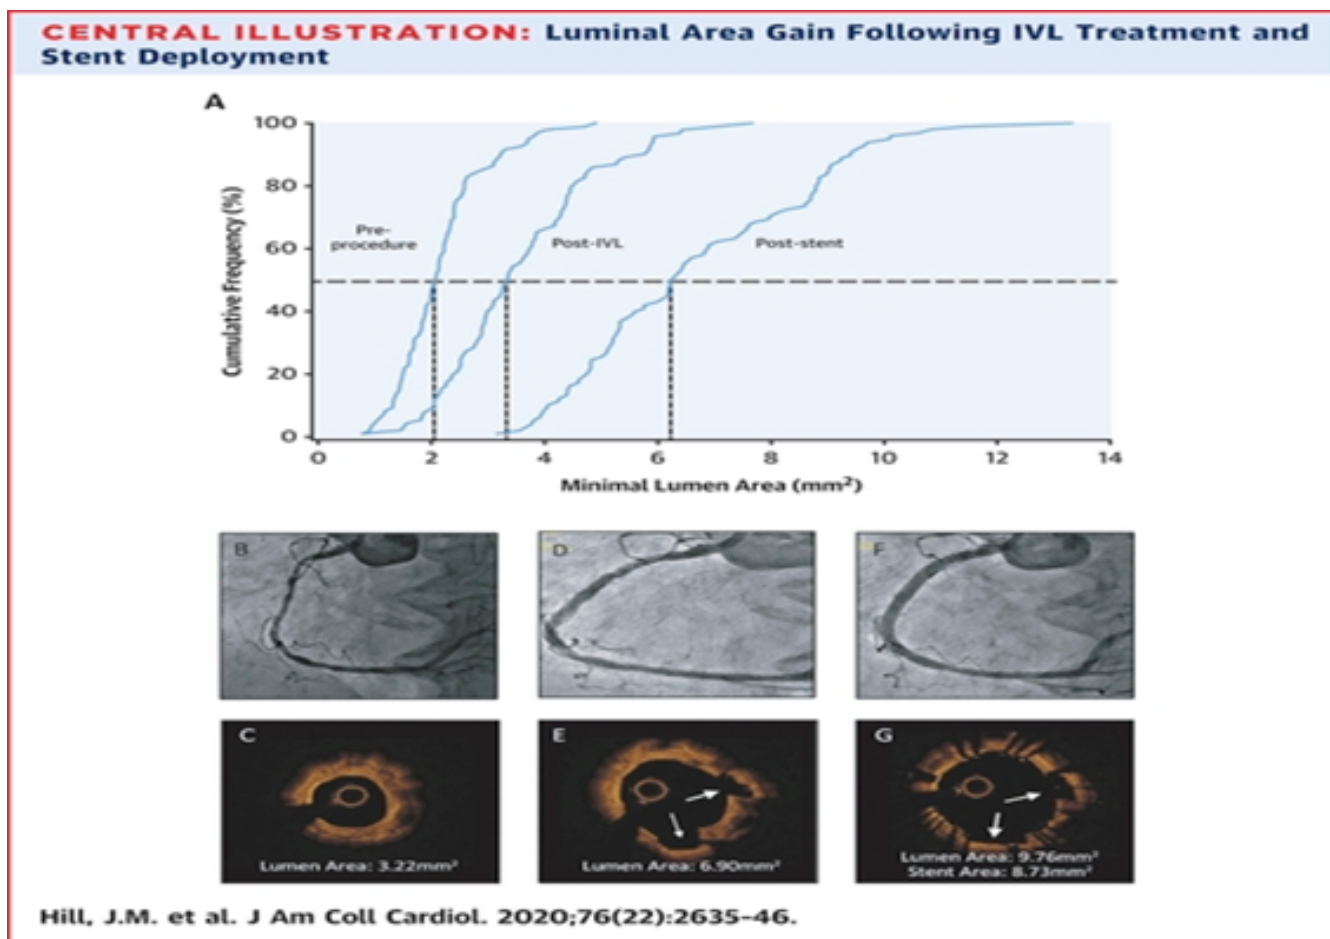 CENTRAL ILLUSTRATION: Luminal Area Gain Following IVL Treatment and
Stent Deployment
A
100
80
60
40
20
0
Cumulative Frequency (%)
Pre-
procedure
Post-IVL
Post-stent
0 2 4 6 8 10 12 14
Minimal Lumen Area (mm²)
B
D
F
C
Lumen Area: 3.22mm²
E
Lumen Area: 6.90mm²
G
Lumen Area: 9.76mm²
Stent Area: 8.73mm²
Hill, J.M. et al. J Am Coll Cardiol. 2020;76(22):2635–46.